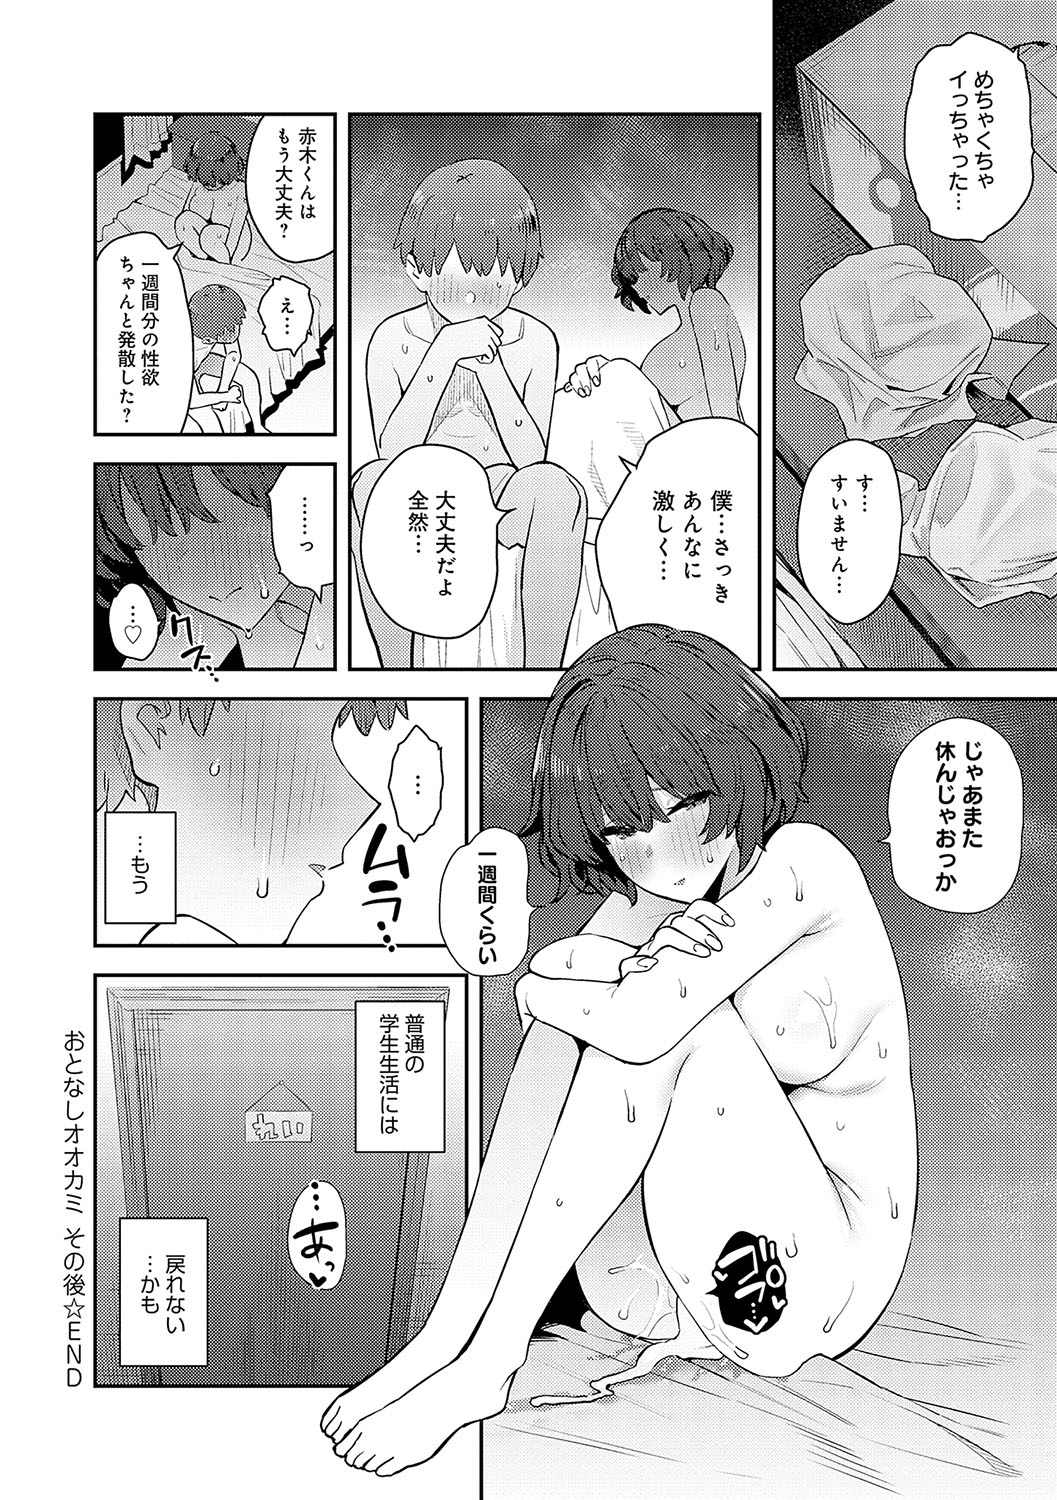 めちゃくちゃ
イっちゃった…
す…
すいません…
僕…さっき
あんなに
激しく…
大丈夫だよ
全然…
赤木くんは
もう大丈夫?
え…
一週間分の性欲
ちゃんと発散した?
……っ
…♡
クス…
じゃあまた
休んじゃおっか
一週間くらい
ゴポ…
…
ムラ…
…もう
普通の
学生生活には
れい
…あっ♡
戻れない
…かも
おとなしオオカミ その後☆END